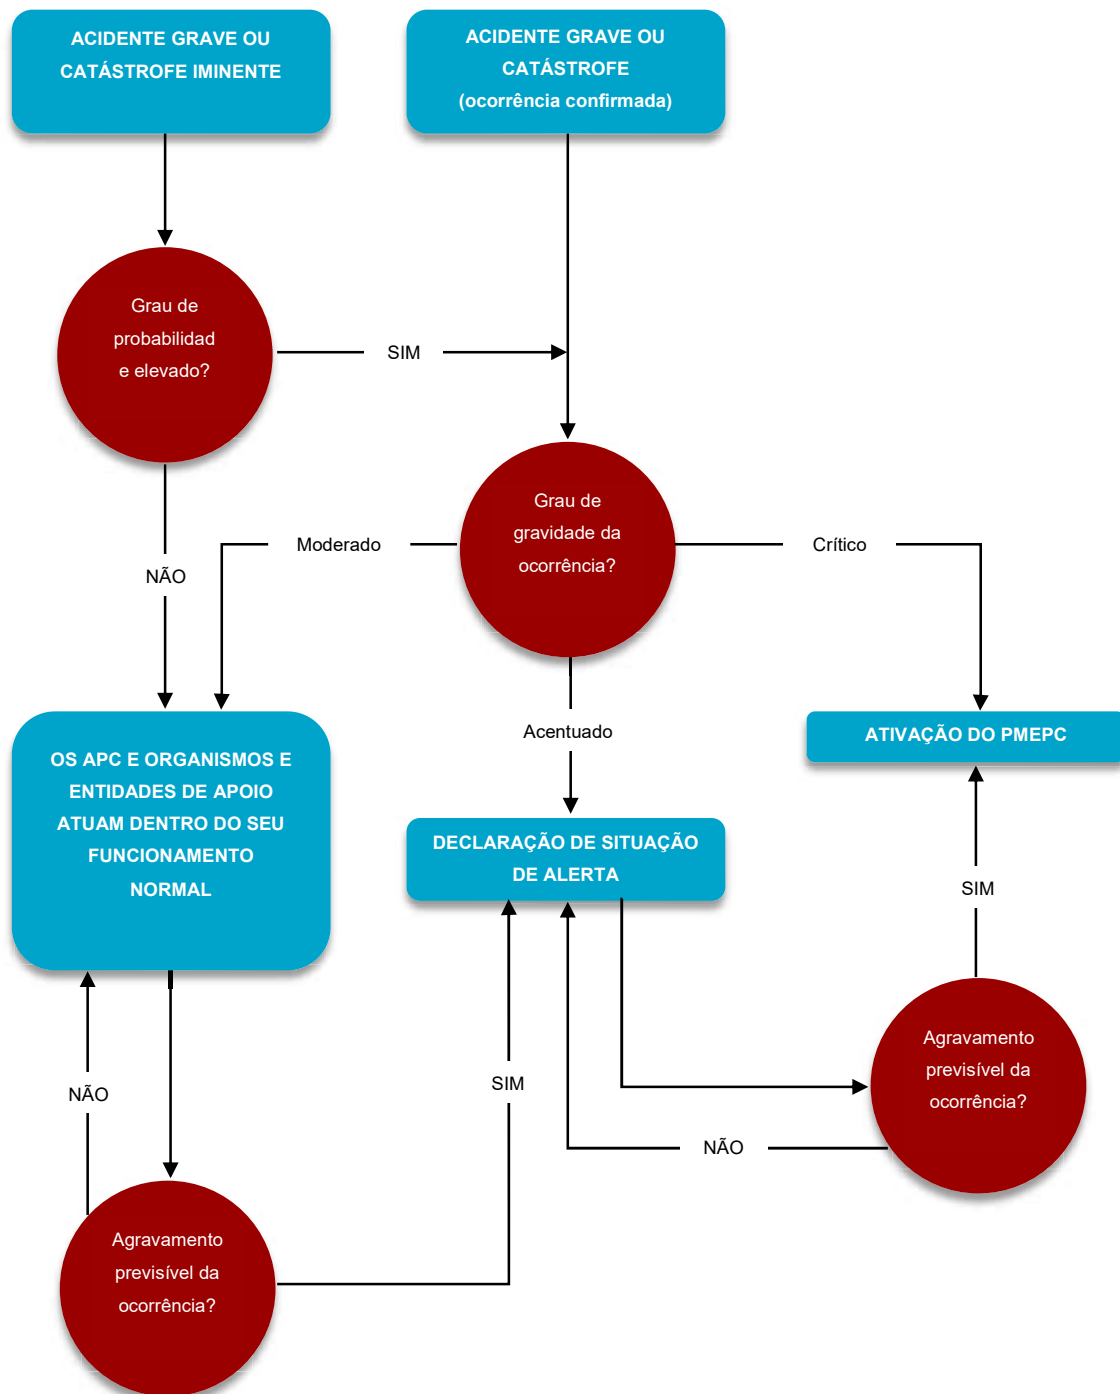 ACIDENTE GRAVE OU
CATÁSTROFE IMINENTE
ACIDENTE GRAVE OU
CATÁSTROFE
(ocorrência confirmada)
Grau de
probabilidad
e elevado?
SIM
NÃO
Grau de
gravidade da
ocorrência?
Moderado
Crítico
Acentuado
OS APC E ORGANISMOS E
ENTIDADES DE APOIO
ATUAM DENTRO DO SEU
FUNCIONAMENTO
NORMAL
ATIVAÇÃO DO PMEPC
DECLARAÇÃO DE SITUAÇÃO
DE ALERTA
SIM
Agravamento
previsível da
ocorrência?
NÃO
SIM
NÃO
Agravamento
previsível da
ocorrência?